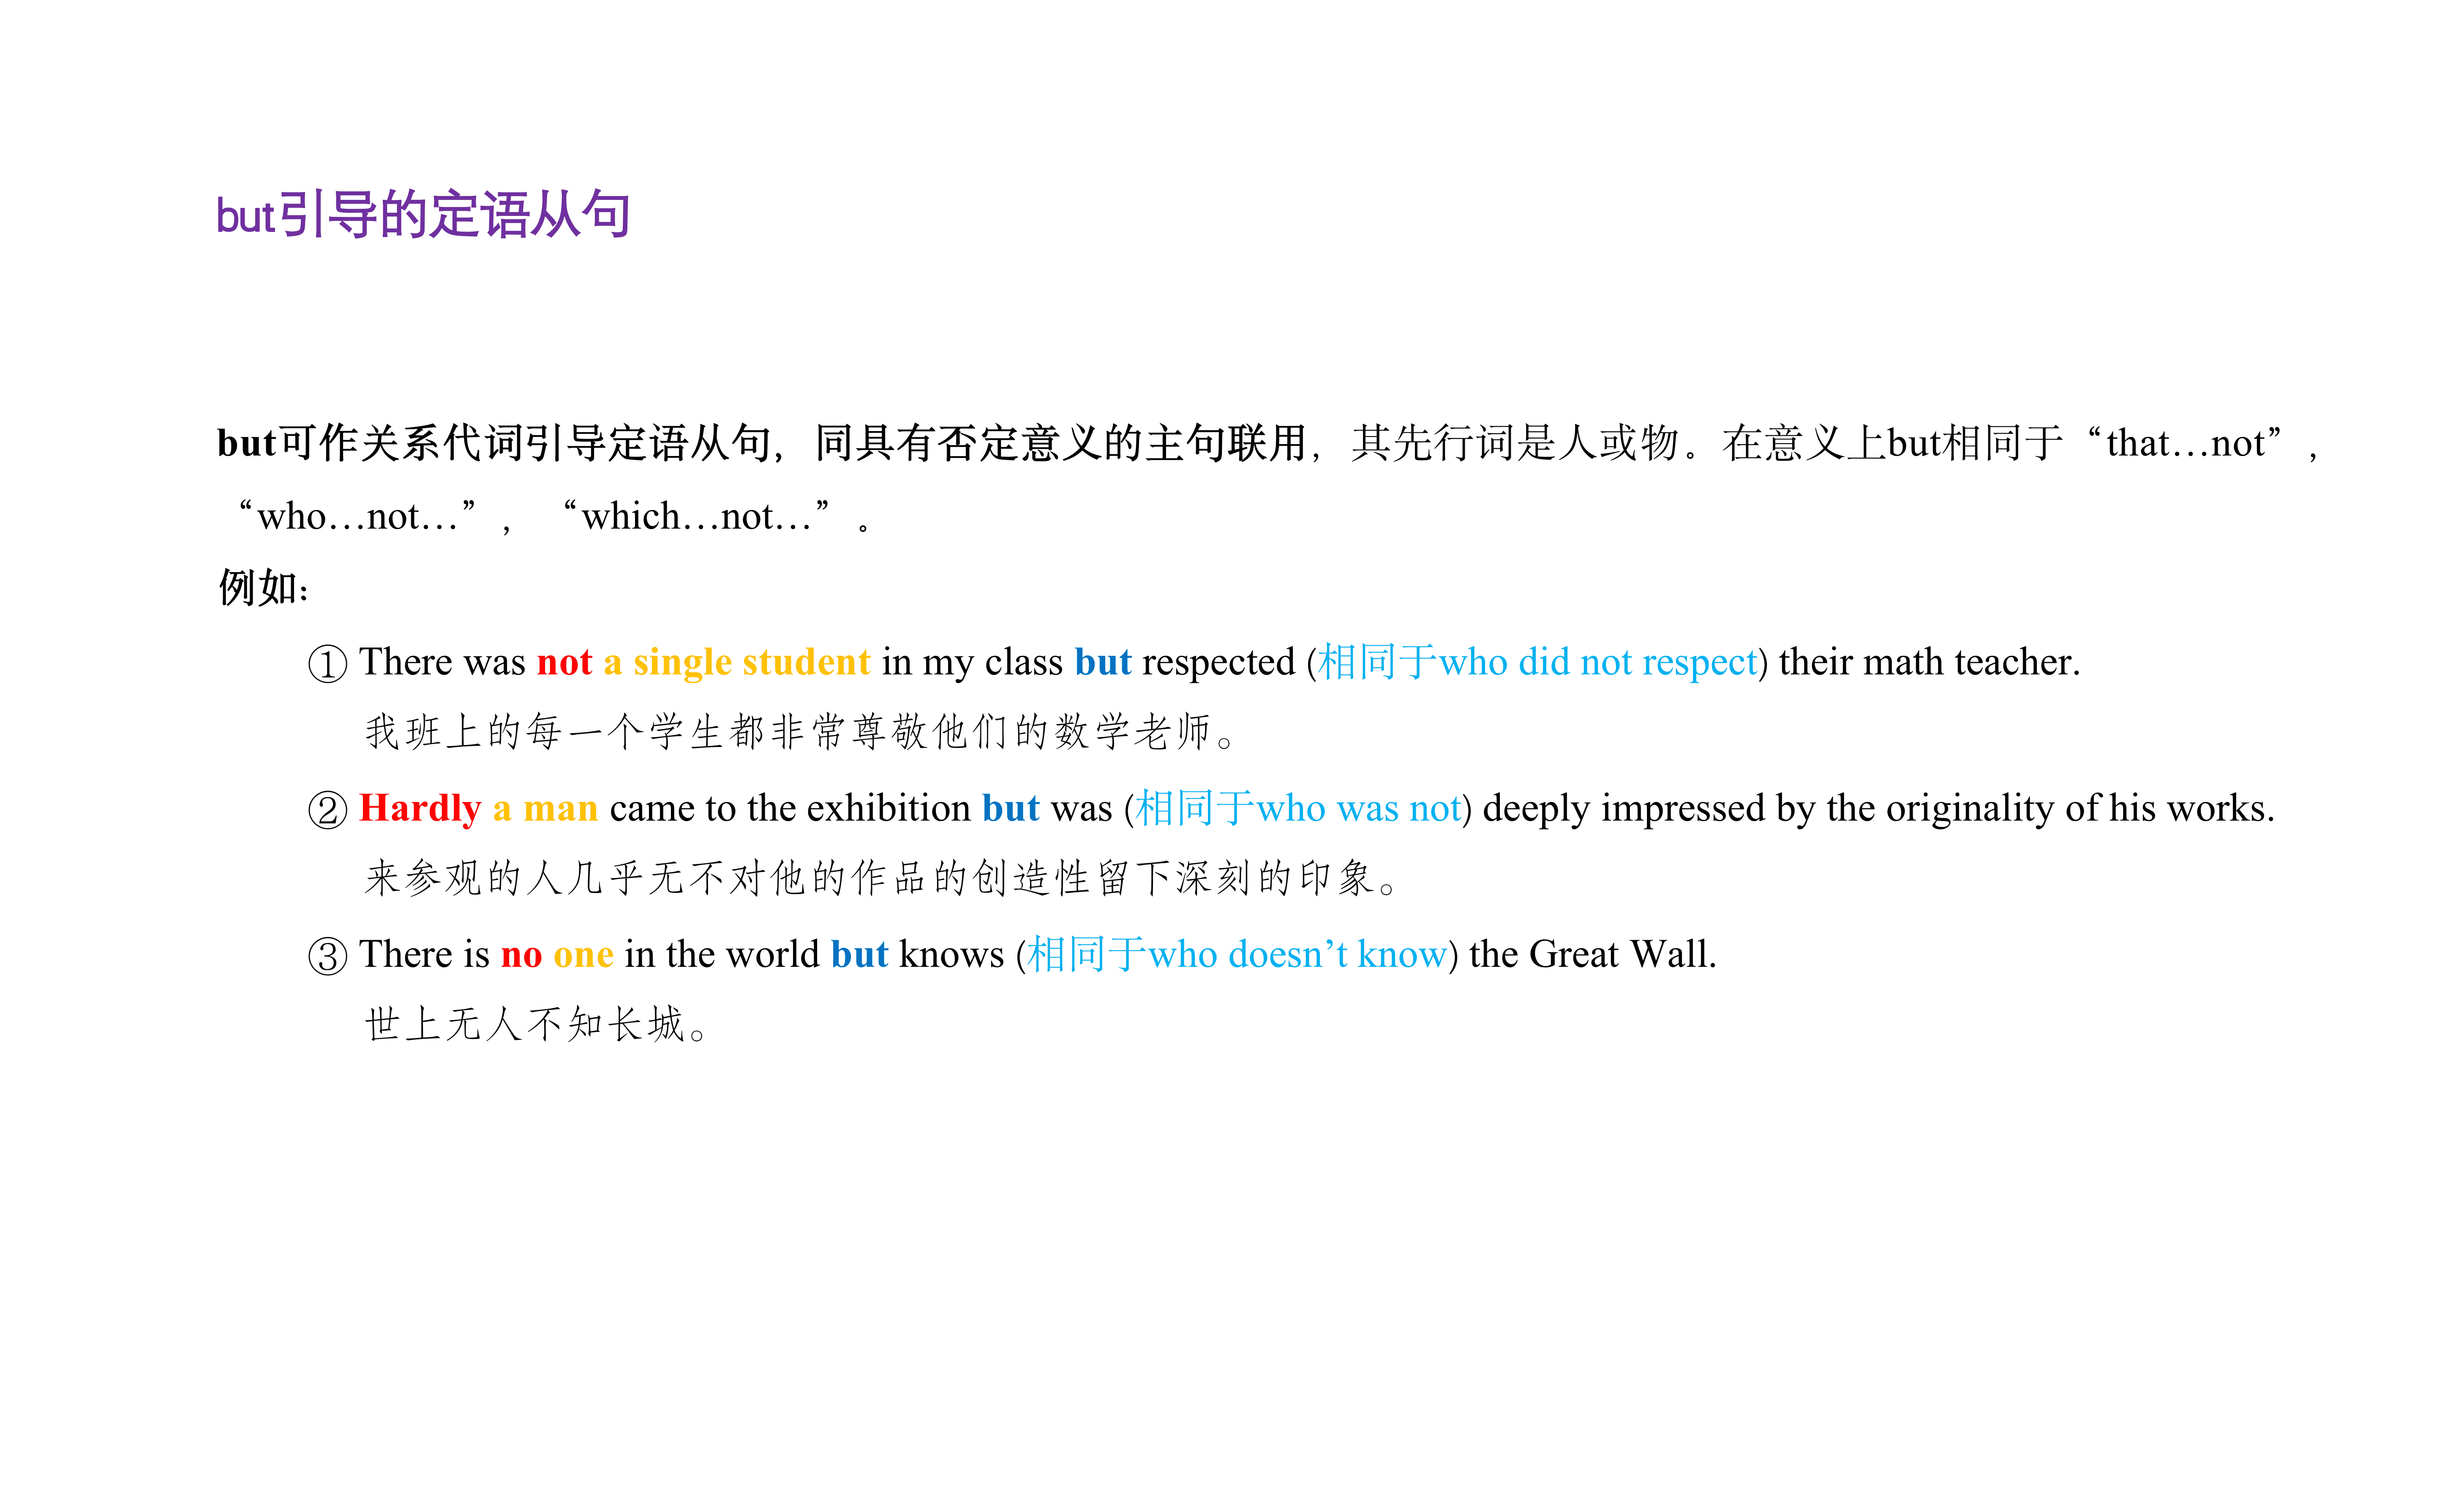 but引导的定语从句
but可作关系代词引导定语从句，同具有否定意义的主句联用，其先行词是人或物。在意义上but相同于“that…not”，
“who…not…”，“which…not…”。
例如：
① There was not a single student in my class but respected (相同于who did not respect) their math teacher.
我班上的每一个学生都非常尊敬他们的数学老师。
② Hardly a man came to the exhibition but was (相同于who was not) deeply impressed by the originality of his works.
来参观的人几乎无不对他的作品的创造性留下深刻的印象。
③ There is no one in the world but knows (相同于who doesn’t know) the Great Wall.
世上无人不知长城。